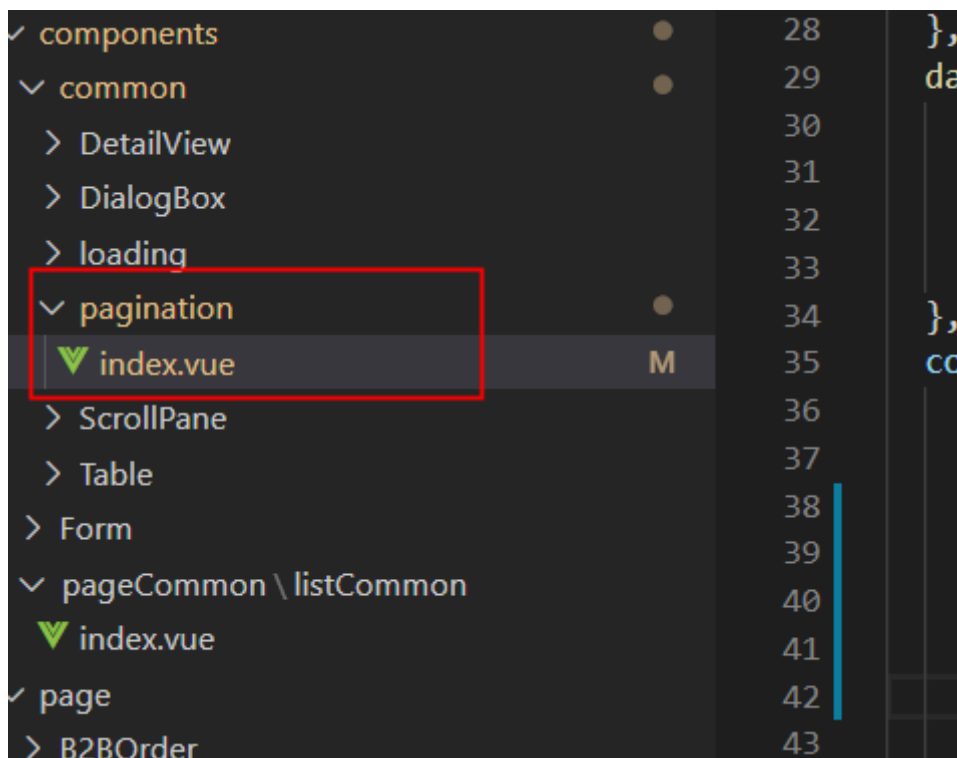 components
common
DetailView
DialogBox
loading
pagination
index.vue M
ScrollPane
Table
Form
pageCommon \ listCommon
index.vue
page
B2BOrder
28 },
29 da
30
31
32
33
34 },
35 co
36
37
38
39
40
41
42
43